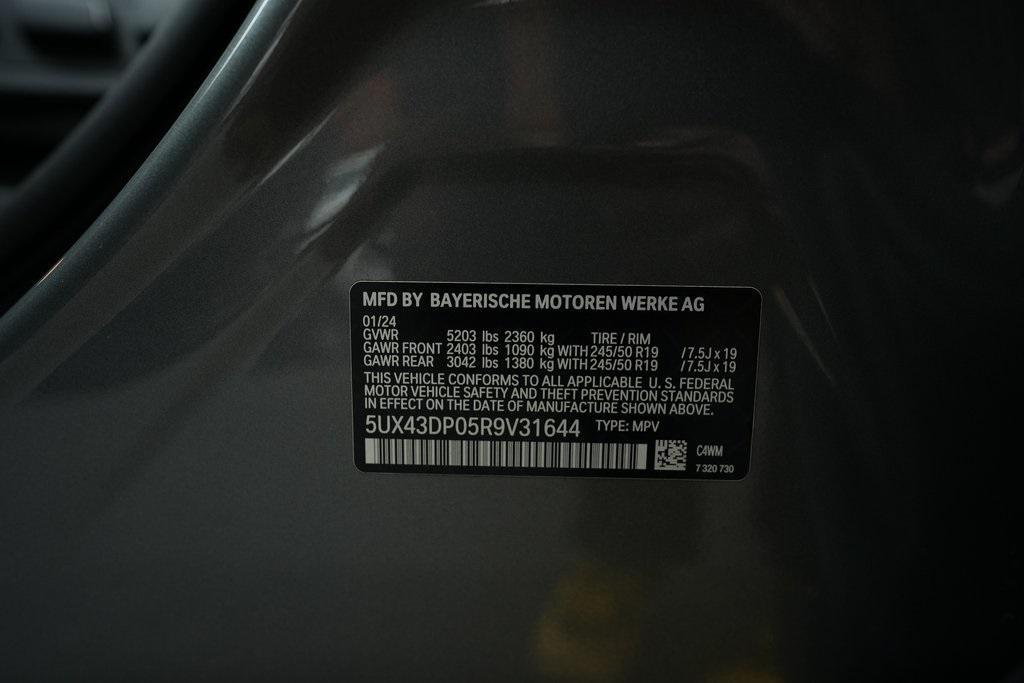 MFD BY BAYERISCHE MOTOREN WERKE AG
01/24
GVWR 5203 lbs 2360 kg TIRE / RIM
GAWR FRONT 2403 lbs 1090 kg WITH 245/50 R19 / 7.5J x 19
GAWR REAR 3042 lbs 1380 kg WITH 245/50 R19 / 7.5J x 19
THIS VEHICLE CONFORMS TO ALL APPLICABLE U. S. FEDERAL
MOTOR VEHICLE SAFETY AND THEFT PREVENTION STANDARDS
IN EFFECT ON THE DATE OF MANUFACTURE SHOWN ABOVE.
5UX43DP05R9V31644 TYPE: MPV
C4WM
7 320 730